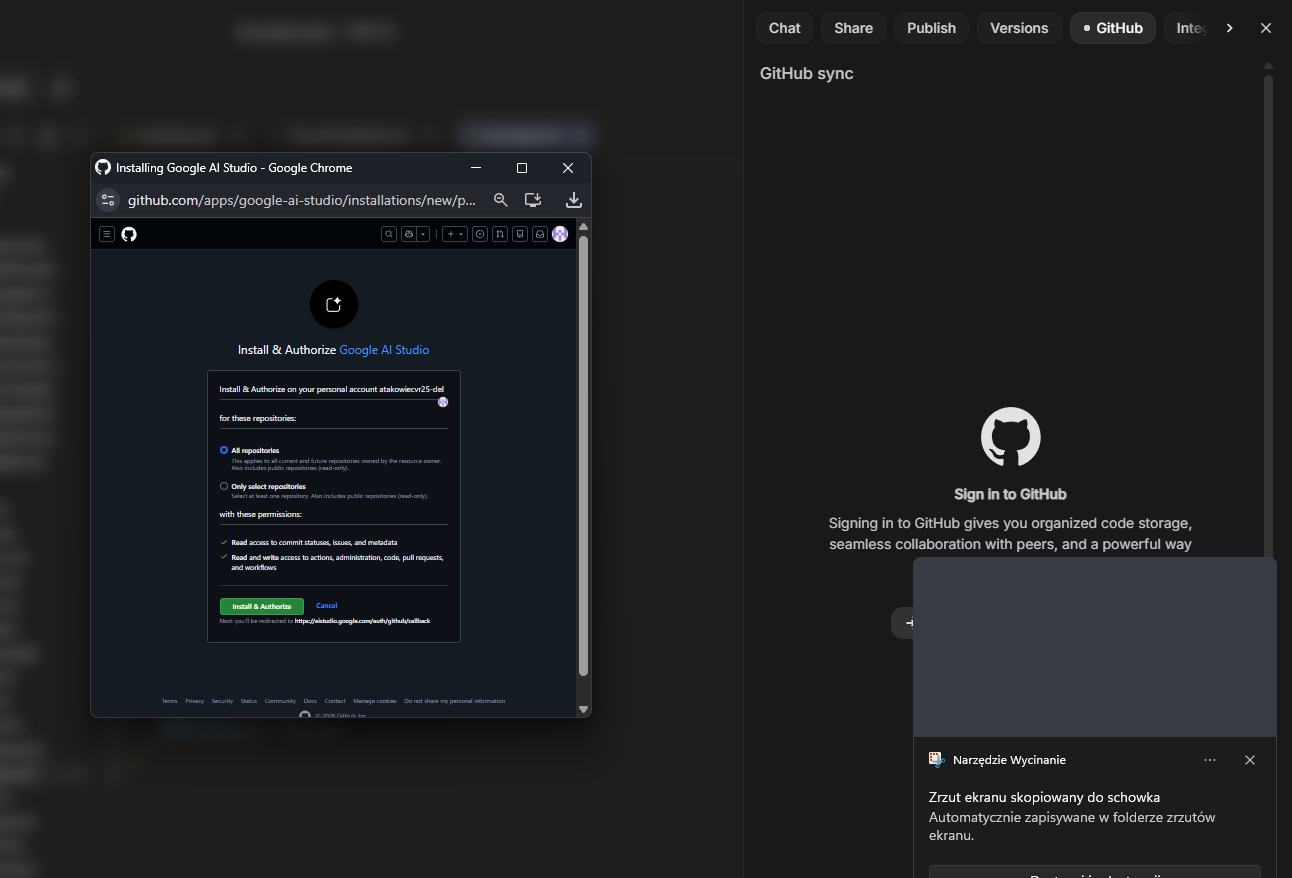 Chat
Share
Publish
Versions
GitHub
GitHub sync
Installing Google AI Studio - Google Chrome
github.com/apps/google-ai-studio/installations/new/p...
Install & Authorize Google AI Studio
Install & Authorize on your personal account atakowiecvr25-del
for these repositories:
All repositories
This applies to all current and future repositories owned by the resource owner.
Also includes public repositories (read-only).
Only select repositories
Select at least one repository. Also includes public repositories (read-only).
with these permissions:
Read access to commit statuses, issues, and metadata
Read and write access to actions, administration, code, pull requests,
and workflows
Install & Authorize
Cancel
Next: you'll be redirected to https://aistudio.google.com/auth/github/callback
Terms
Privacy
Security
Status
Community
Docs
Contact
Manage cookies
Do not share my personal information
© 2026 GitHub, Inc.
Sign in to GitHub
Signing in to GitHub gives you organized code storage,
seamless collaboration with peers, and a powerful way
Narzędzie Wycinanie
Zrzut ekranu skopiowany do schowka
Automatycznie zapisywane w folderze zrzutów
ekranu.